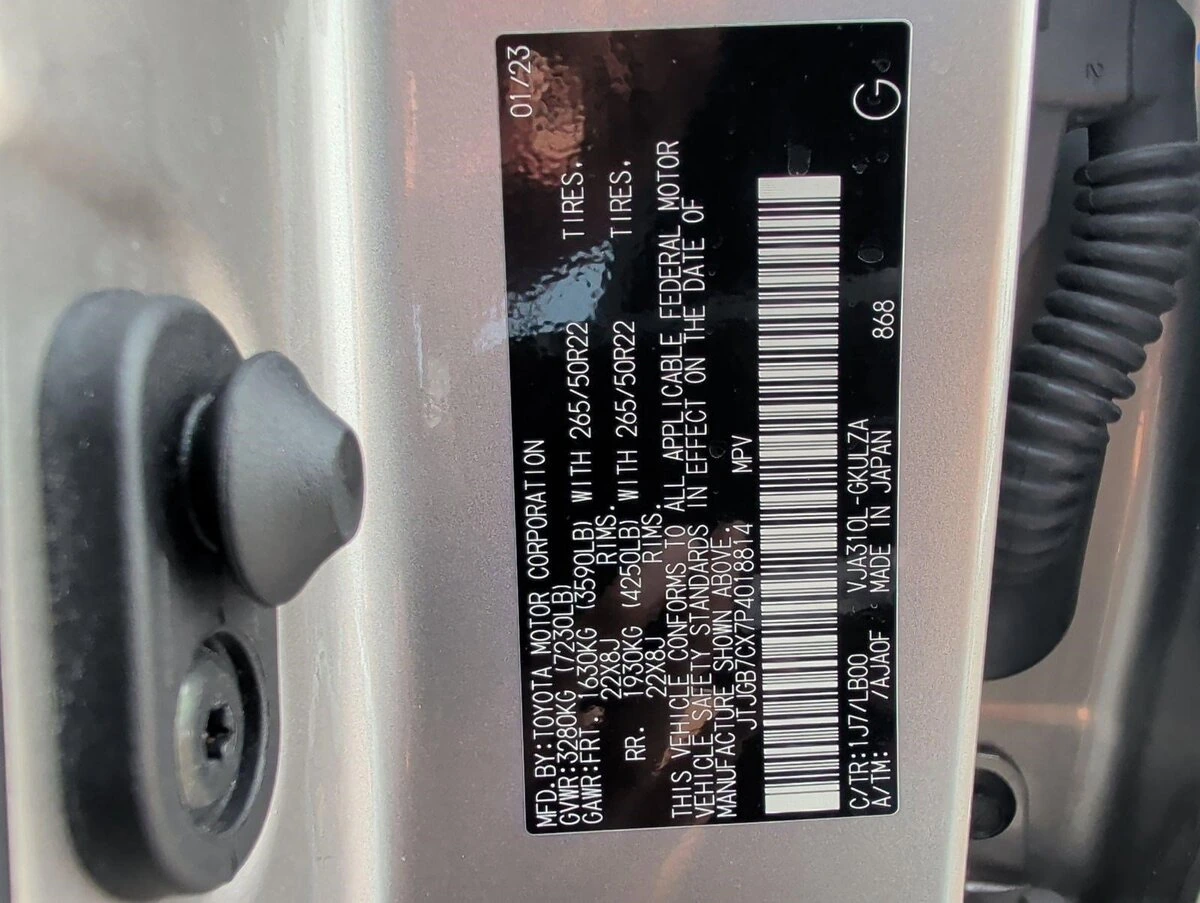 MFD.BY:TOYOTA MOTOR CORPORATION 01/23
GVWR:3280KG (7230LB)
GAWR:FRT. 1630KG (3590LB) WITH 265/50R22 TIRES,
22X8J RIMS.
RR. 1930KG (4250LB) WITH 265/50R22 TIRES,
22X8J RIMS.
THIS VEHICLE CONFORMS TO ALL APPLICABLE FEDERAL MOTOR
VEHICLE SAFETY STANDARDS IN EFFECT ON THE DATE OF
MANUFACTURE SHOWN ABOVE.
JTJGB7CX7P4018814 MPV
C/TR:1J7/LB00 VJA310L-GKULZA 868 G
A/TM: /AJA0F MADE IN JAPAN
2